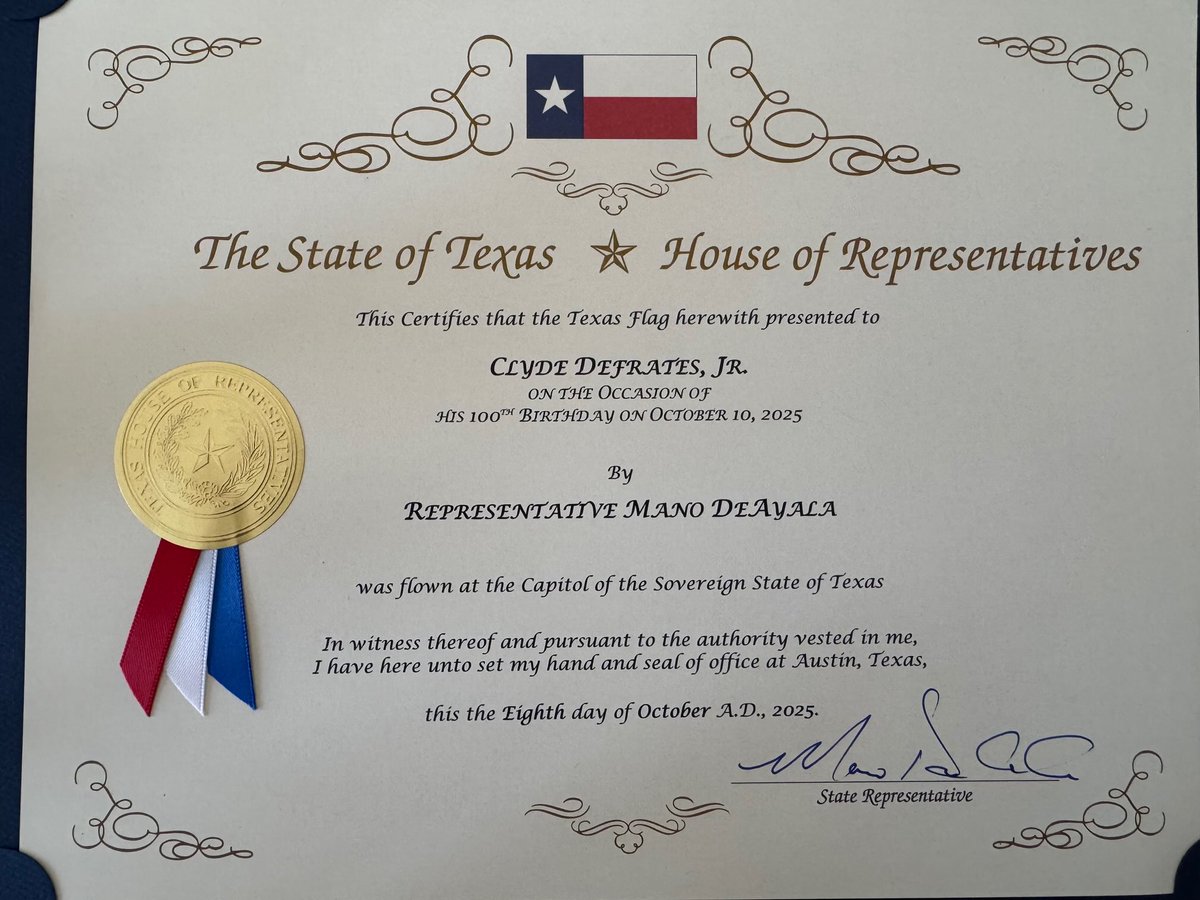 The State of Texas House of Representatives
This Certifies that the Texas Flag herewith presented to
CLYDE DEFRATES, JR.
ON THE OCCASION OF
HIS 100TH BIRTHDAY ON OCTOBER 10, 2025
By
REPRESENTATIVE MANO DEAYALA
was flown at the Capitol of the Sovereign State of Texas
In witness thereof and pursuant to the authority vested in me,
I have here unto set my hand and seal of office at Austin, Texas,
this the Eighth day of October A.D., 2025.
State Representative
TEXAS HOUSE OF REPRESENTATIVES